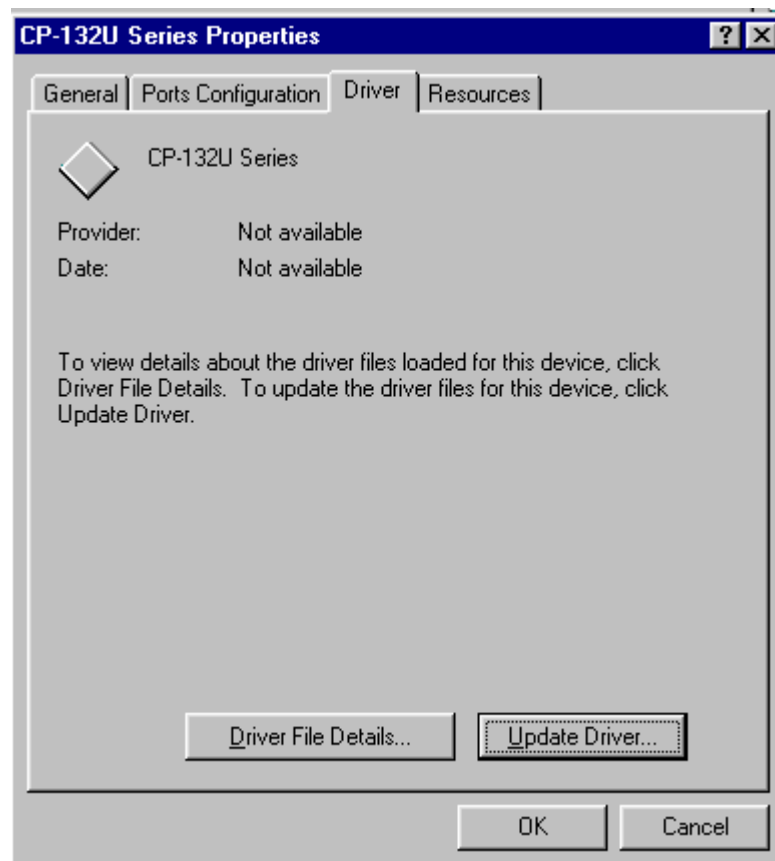 CP-132U Series Properties
General Ports Configuration Driver Resources
CP-132U Series
Provider: Not available
Date: Not available
To view details about the driver files loaded for this device, click
Driver File Details. To update the driver files for this device, click
Update Driver.
Driver File Details... Update Driver...
OK Cancel